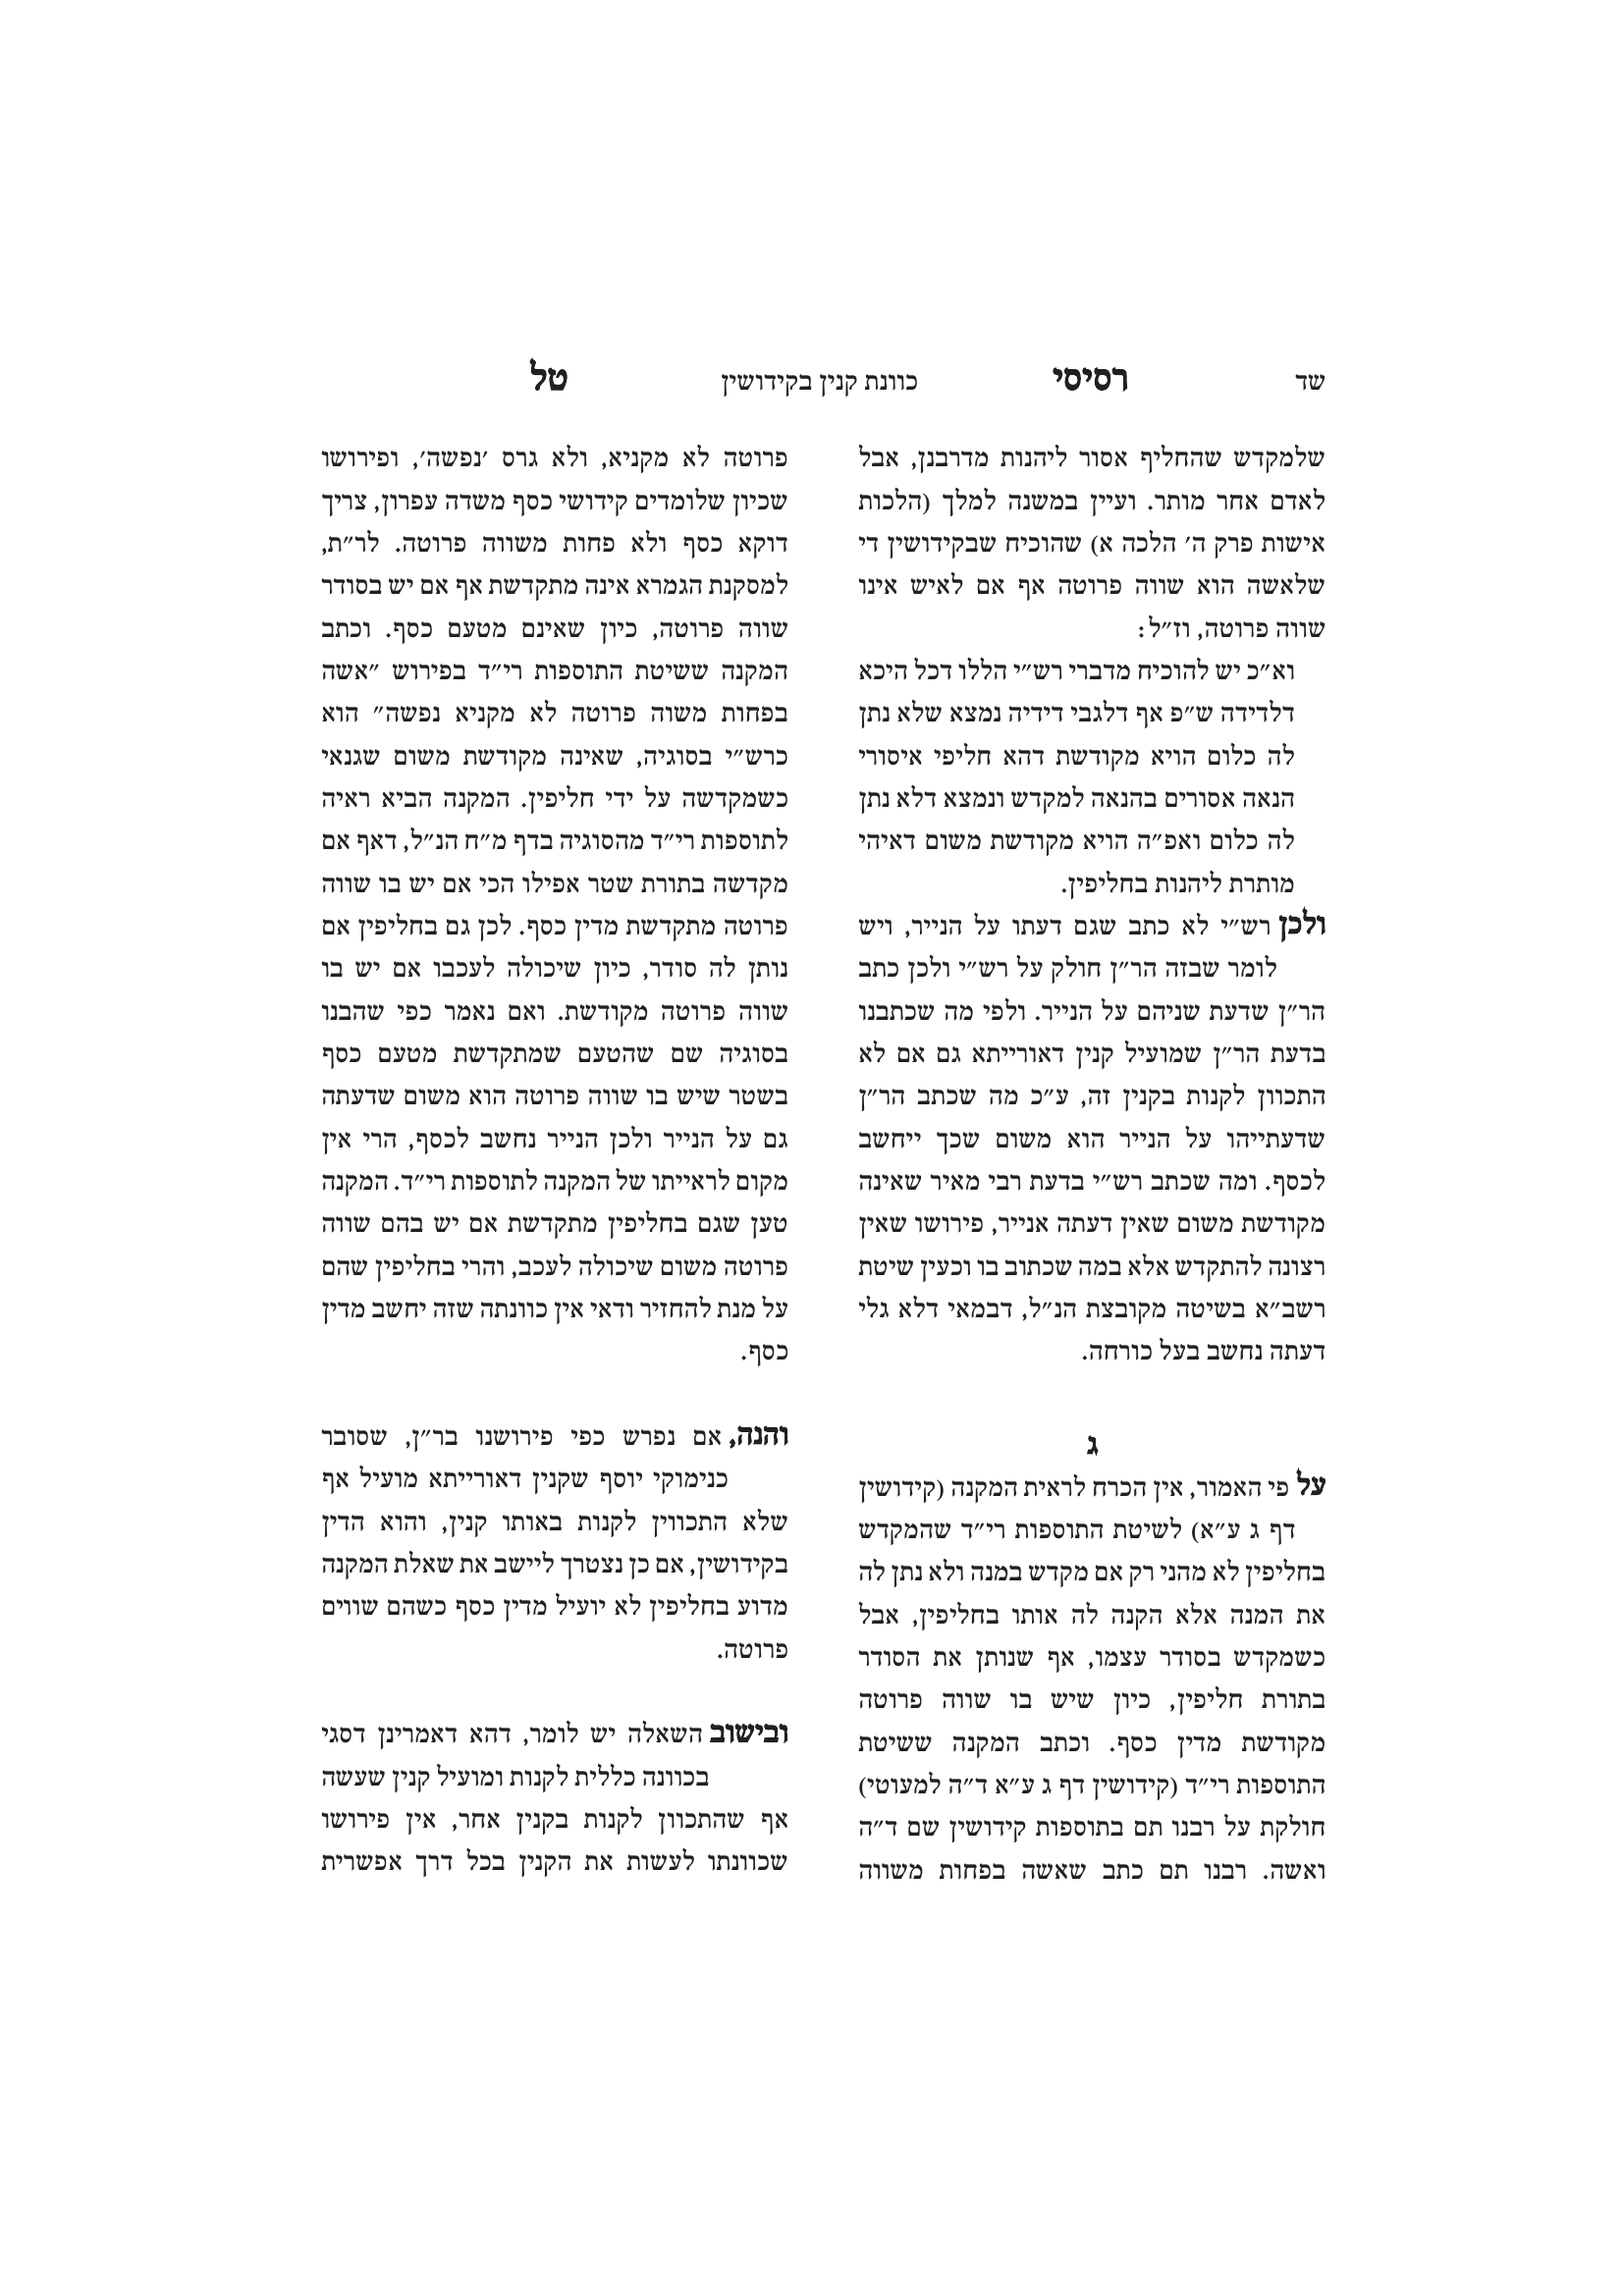 שד רסיסי כוונת קנין בקידושין טל
שלמקדש שהחליף אסור ליהנות מדרבנן, אבל
לאדם אחר מותר. ועיין במשנה למלך (הלכות
אישות פרק ה׳ הלכה א) שהוכיח שבקידושין די
שלאשה הוא שווה פרוטה אף אם לאיש אינו
שווה פרוטה, וז״ל:
וא״כ יש להוכיח מדברי רש״י הללו דכל היכא
דלדידה ש״פ אף דלגבי דידיה נמצא שלא נתן
לה כלום הויא מקודשת דהא חליפי איסורי
הנאה אסורים בהנאה למקדש ונמצא דלא נתן
לה כלום ואפ״ה הויא מקודשת משום דאיהי
מותרת ליהנות בחליפין.
ולכן רש״י לא כתב שגם דעתו על הנייר, ויש
לומר שבזה הר״ן חולק על רש״י ולכן כתב
הר״ן שדעת שניהם על הנייר. ולפי מה שכתבנו
בדעת הר״ן שמועיל קנין דאורייתא גם אם לא
התכוון לקנות בקנין זה, ע״כ מה שכתב הר״ן
שדעתייהו על הנייר הוא משום שכך ייחשב
לכסף. ומה שכתב רש״י בדעת רבי מאיר שאינה
מקודשת משום שאין דעתה אנייר, פירושו שאין
רצונה להתקדש אלא במה שכתוב בו וכעין שיטת
רשב״א בשיטה מקובצת הנ״ל, דבמאי דלא גלי
דעתה נחשב בעל כורחה.
ג
על פי האמור, אין הכרח לראית המקנה (קידושין
דף ג ע״א) לשיטת התוספות רי״ד שהמקדש
בחליפין לא מהני רק אם מקדש במנה ולא נתן לה
את המנה אלא הקנה לה אותו בחליפין, אבל
כשמקדש בסודר עצמו, אף שנותן את הסודר
בתורת חליפין, כיון שיש בו שווה פרוטה
מקודשת מדין כסף. וכתב המקנה ששיטת
התוספות רי״ד (קידושין דף ג ע״א ד״ה למעוטי)
חולקת על רבנו תם בתוספות קידושין שם ד״ה
ואשה. רבנו תם כתב שאשה בפחות משווה
פרוטה לא מקניא, ולא גרס ׳נפשה׳, ופירושו
שכיון שלומדים קידושי כסף משדה עפרון, צריך
דוקא כסף ולא פחות משווה פרוטה. לר״ת,
למסקנת הגמרא אינה מתקדשת אף אם יש בסודר
שווה פרוטה, כיון שאינם מטעם כסף. וכתב
המקנה ששיטת התוספות רי״ד בפירוש ״אשה
בפחות משוה פרוטה לא מקניא נפשה״ הוא
כרש״י בסוגיה, שאינה מקודשת משום שגנאי
כשמקדשה על ידי חליפין. המקנה הביא ראיה
לתוספות רי״ד מהסוגיה בדף מ״ח הנ״ל, דאף אם
מקדשה בתורת שטר אפילו הכי אם יש בו שווה
פרוטה מתקדשת מדין כסף. לכן גם בחליפין אם
נותן לה סודר, כיון שיכולה לעכבו אם יש בו
שווה פרוטה מקודשת. ואם נאמר כפי שהבנו
בסוגיה שם שהטעם שמתקדשת מטעם כסף
בשטר שיש בו שווה פרוטה הוא משום שדעתה
גם על הנייר ולכן הנייר נחשב לכסף, הרי אין
מקום לראייתו של המקנה לתוספות רי״ד. המקנה
טען שגם בחליפין מתקדשת אם יש בהם שווה
פרוטה משום שיכולה לעכב, והרי בחליפין שהם
על מנת להחזיר ודאי אין כוונתה שזה יחשב מדין
כסף.
והנה, אם נפרש כפי פירושנו בר״ן, שסובר
כנימוקי יוסף שקנין דאורייתא מועיל אף
שלא התכווין לקנות באותו קנין, והוא הדין
בקידושין, אם כן נצטרך ליישב את שאלת המקנה
מדוע בחליפין לא יועיל מדין כסף כשהם שווים
פרוטה.
ובישוב השאלה יש לומר, דהא דאמרינן דסגי
בכוונה כללית לקנות ומועיל קנין שעשה
אף שהתכוון לקנות בקנין אחר, אין פירושו
שכוונתו לעשות את הקנין בכל דרך אפשרית